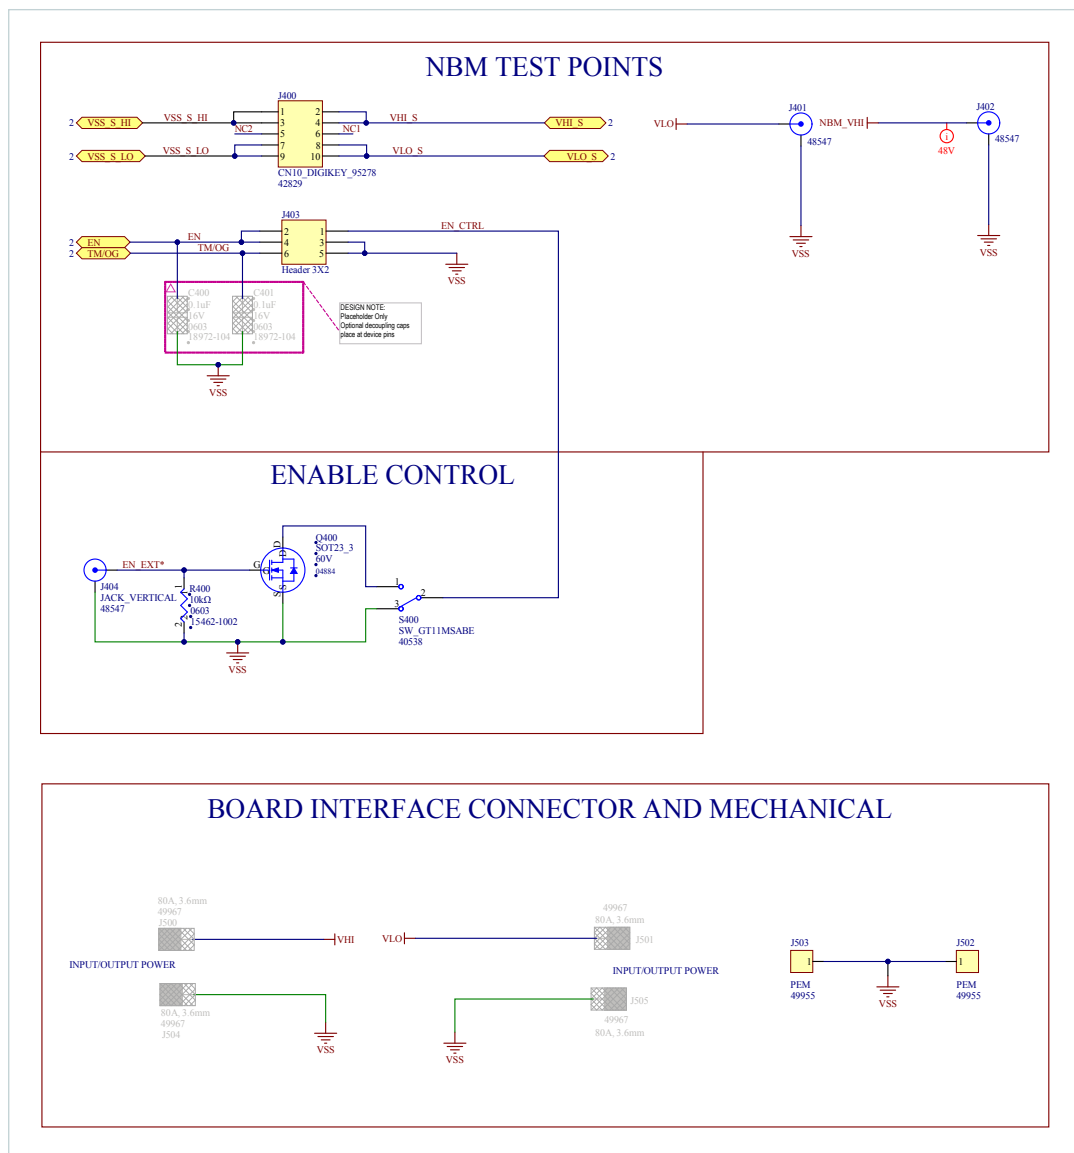 NBM TEST POINTS
J400
2 VSS_S_HI VSS_S_HI 1 2 VHI_S VHI_S 2
3 4
NC2 5 6 NC1
7 8
2 VSS_S_LO VSS_S_LO 9 10 VLO_S VLO_S 2
CN10_DIGIKEY_95278
42829
J401
VLO
48547
VSS
J402
NBM_VHI
48547
i
48V
VSS
J403
2 EN EN 2 1 EN_CTRL
4 3
2 TM/OG TM/OG 6 5
Header 3X2
VSS
C400
0.1uF
16V
0603
18972-104
C401
0.1uF
16V
0603
18972-104
VSS
DESIGN NOTE:
Placeholder Only
Optional decoupling caps
place at device pins
ENABLE CONTROL
EN_EXT*
J404
JACK_VERTICAL
48547
1
R400
10kΩ
0603
15462-1002
2
G G D D S S
Q400
SOT23_3
60V
04884
1
3 2
S400
SW_GT11MSABE
40538
VSS
BOARD INTERFACE CONNECTOR AND MECHANICAL
80A, 3.6mm
49967
J500
VHI
INPUT/OUTPUT POWER
80A, 3.6mm
49967
J504
VSS
VLO
49967
80A, 3.6mm
J501
INPUT/OUTPUT POWER
J505
49967
80A, 3.6mm
VSS
J503
1
PEM
49955
VSS
J502
1
PEM
49955